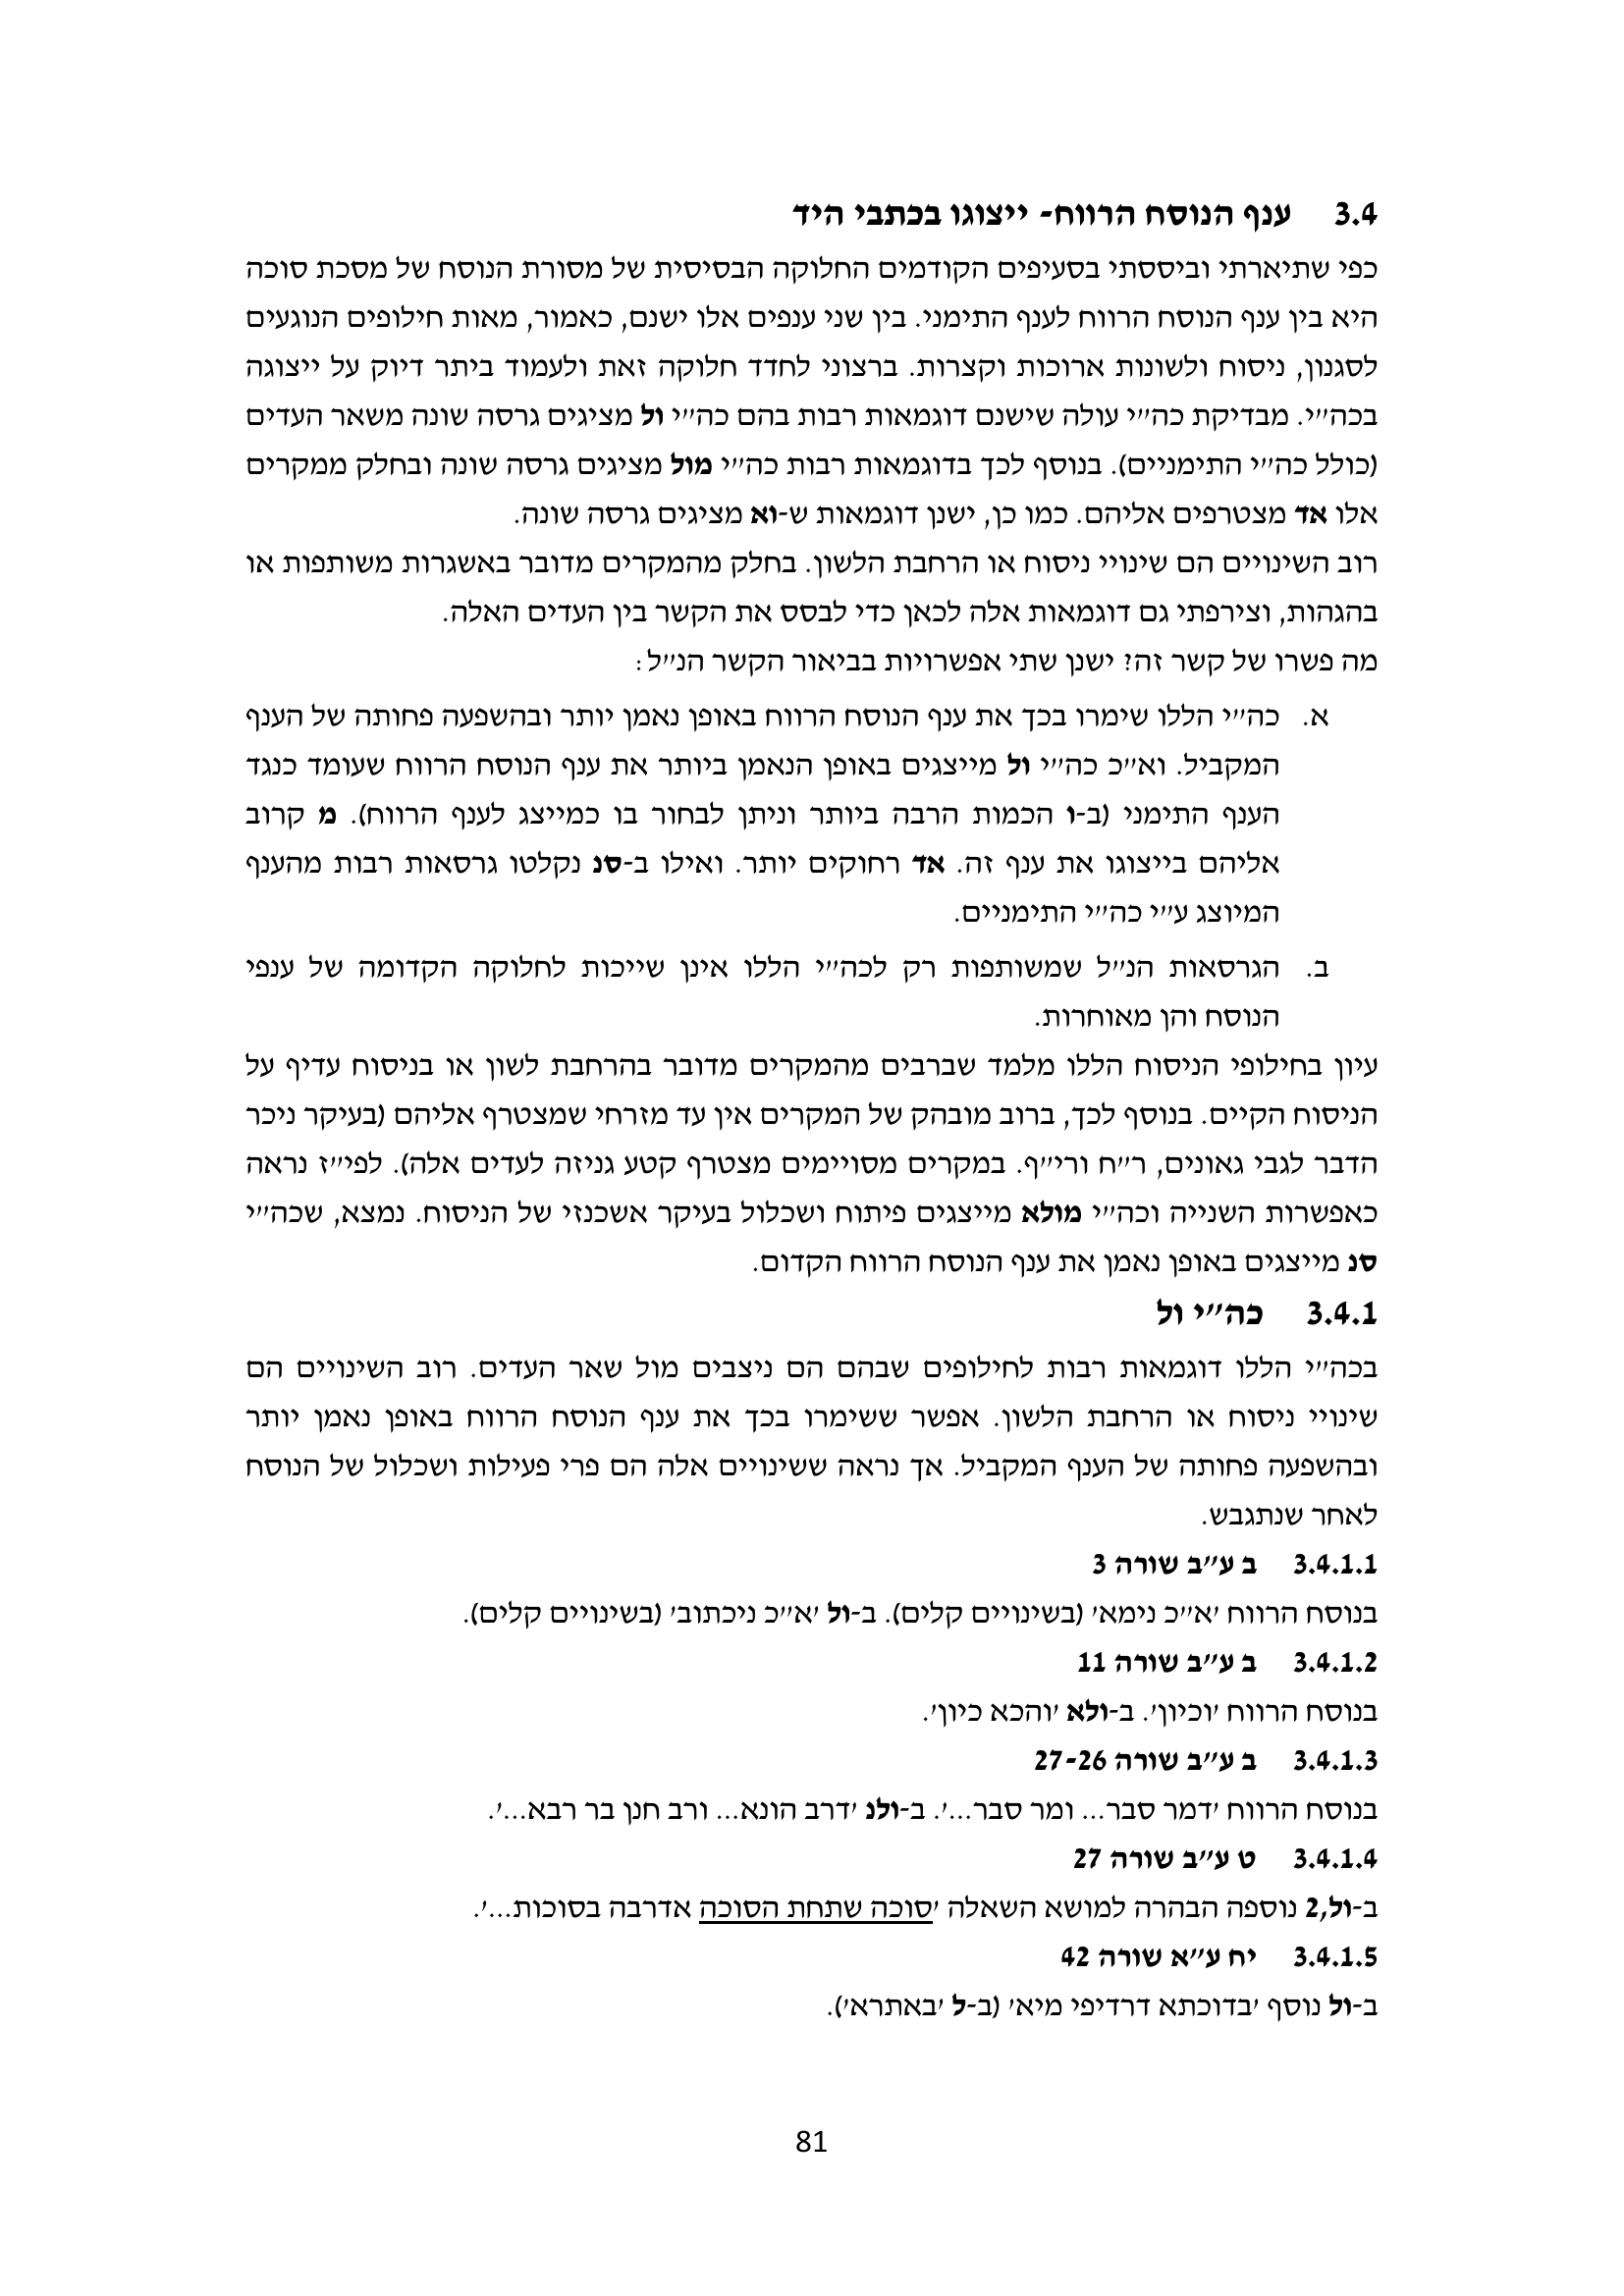 3.4 ענף הנוסח הרווח- ייצוגו בכתבי היד
כפי שתיארתי וביססתי בסעיפים הקודמים החלוקה הבסיסית של מסורת הנוסח של מסכת סוכה
היא בין ענף הנוסח הרווח לענף התימני. בין שני ענפים אלו ישנם, כאמור, מאות חילופים הנוגעים
לסגנון, ניסוח ולשונות ארוכות וקצרות. ברצוני לחדד חלוקה זאת ולעמוד ביתר דיוק על ייצוגה
בכה״י. מבדיקת כה״י עולה שישנם דוגמאות רבות בהם כה״י ול מציגים גרסה שונה משאר העדים
(כולל כה״י התימניים). בנוסף לכך בדוגמאות רבות כה״י מול מציגים גרסה שונה ובחלק ממקרים
אלו אד מצטרפים אליהם. כמו כן, ישנן דוגמאות ש-וא מציגים גרסה שונה.
רוב השינויים הם שינויי ניסוח או הרחבת הלשון. בחלק מהמקרים מדובר באשגרות משותפות או
בהגהות, וצירפתי גם דוגמאות אלה לכאן כדי לבסס את הקשר בין העדים האלה.
מה פשרו של קשר זה? ישנן שתי אפשרויות בביאור הקשר הנ״ל:
א. כה״י הללו שימרו בכך את ענף הנוסח הרווח באופן נאמן יותר ובהשפעה פחותה של הענף
המקביל. וא״כ כה״י ול מייצגים באופן הנאמן ביותר את ענף הנוסח הרווח שעומד כנגד
הענף התימני (ב-ו הכמות הרבה ביותר וניתן לבחור בו כמייצג לענף הרווח). מ קרוב
אליהם בייצוגו את ענף זה. אד רחוקים יותר. ואילו ב-סנ נקלטו גרסאות רבות מהענף
המיוצג ע״י כה״י התימניים.
ב. הגרסאות הנ״ל שמשותפות רק לכה״י הללו אינן שייכות לחלוקה הקדומה של ענפי
הנוסח והן מאוחרות.
עיון בחילופי הניסוח הללו מלמד שברבים מהמקרים מדובר בהרחבת לשון או בניסוח עדיף על
הניסוח הקיים. בנוסף לכך, ברוב מובהק של המקרים אין עד מזרחי שמצטרף אליהם (בעיקר ניכר
הדבר לגבי גאונים, ר״ח ורי״ף. במקרים מסויימים מצטרף קטע גניזה לעדים אלה). לפי״ז נראה
כאפשרות השנייה וכה״י מולא מייצגים פיתוח ושכלול בעיקר אשכנזי של הניסוח. נמצא, שכה״י
סנ מייצגים באופן נאמן את ענף הנוסח הרווח הקדום.
3.4.1 כה״י ול
בכה״י הללו דוגמאות רבות לחילופים שבהם הם ניצבים מול שאר העדים. רוב השינויים הם
שינויי ניסוח או הרחבת הלשון. אפשר ששימרו בכך את ענף הנוסח הרווח באופן נאמן יותר
ובהשפעה פחותה של הענף המקביל. אך נראה ששינויים אלה הם פרי פעילות ושכלול של הנוסח
לאחר שנתגבש.
3.4.1.1 ב ע״ב שורה 3
בנוסח הרווח ׳א״כ נימא׳ (בשינויים קלים). ב-ול ׳א״כ ניכתוב׳ (בשינויים קלים).
3.4.1.2 ב ע״ב שורה 11
בנוסח הרווח ׳וכיון׳. ב-ולא ׳והכא כיון׳.
3.4.1.3 ב ע״ב שורה 27-26
בנוסח הרווח ׳דמר סבר... ומר סבר...׳. ב-ולנ ׳דרב הונא... ורב חנן בר רבא...׳.
3.4.1.4 ט ע״ב שורה 27
ב-ול,2 נוספה הבהרה למושא השאלה ׳סוכה שתחת הסוכה אדרבה בסוכות...׳.
3.4.1.5 יח ע״א שורה 42
ב-ול נוסף ׳בדוכתא דרדיפי מיא׳ (ב-ל ׳באתרא׳).
81